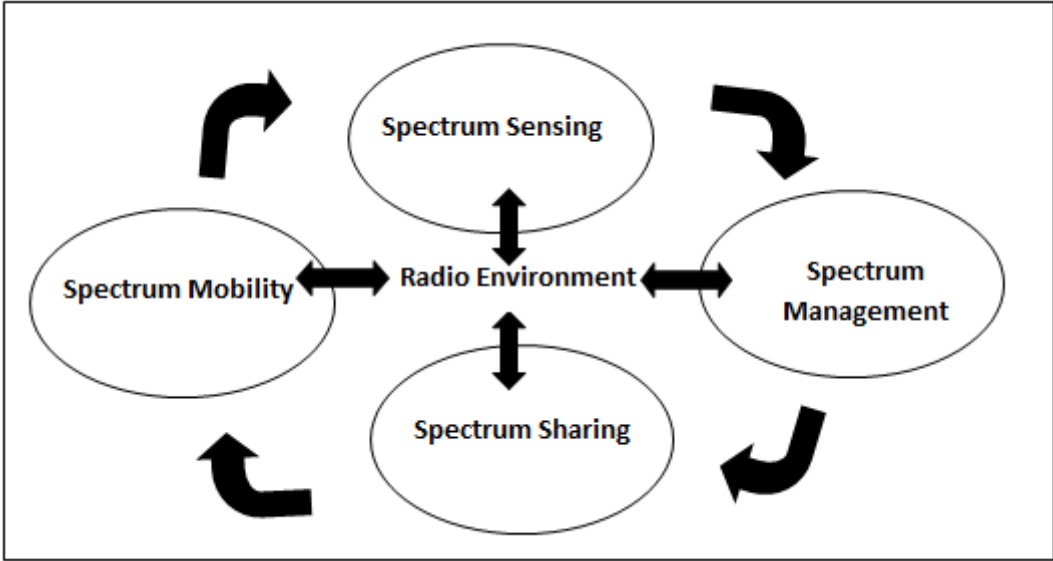 Spectrum Sensing
Spectrum Mobility
Radio Environment
Spectrum
Management
Spectrum Sharing